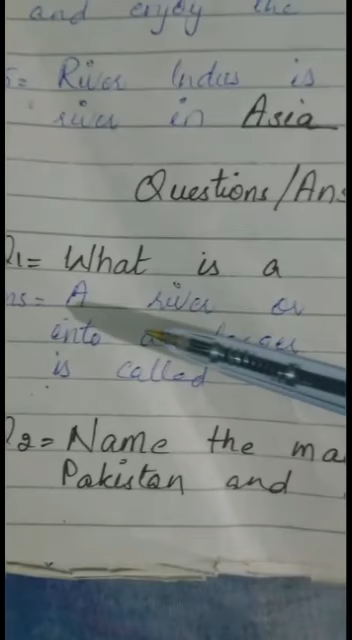 and enjoy the
5= River Indus is
river in Asia
Questions/Ans
Q1= What is a
ns= A river or
into a
is called
Q2= Name the ma
Pakistan and